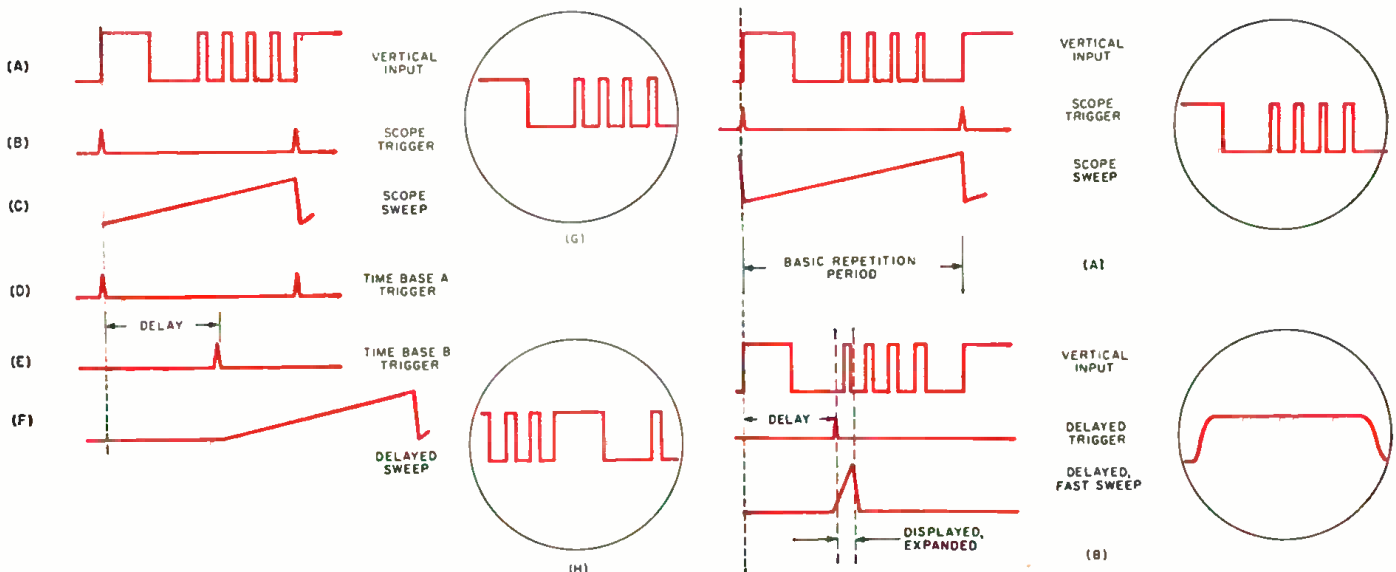 (A)
VERTICAL
INPUT
(B)
SCOPE
TRIGGER
(C)
SCOPE
SWEEP
(G)
(D)
TIME BASE A
TRIGGER
DELAY
(E)
TIME BASE B
TRIGGER
(F)
DELAYED
SWEEP
(H)
VERTICAL
INPUT
SCOPE
TRIGGER
SCOPE
SWEEP
BASIC REPETITION
PERIOD
(A)
VERTICAL
INPUT
DELAY
DELAYED
TRIGGER
DELAYED,
FAST SWEEP
DISPLAYED,
EXPANDED
(B)